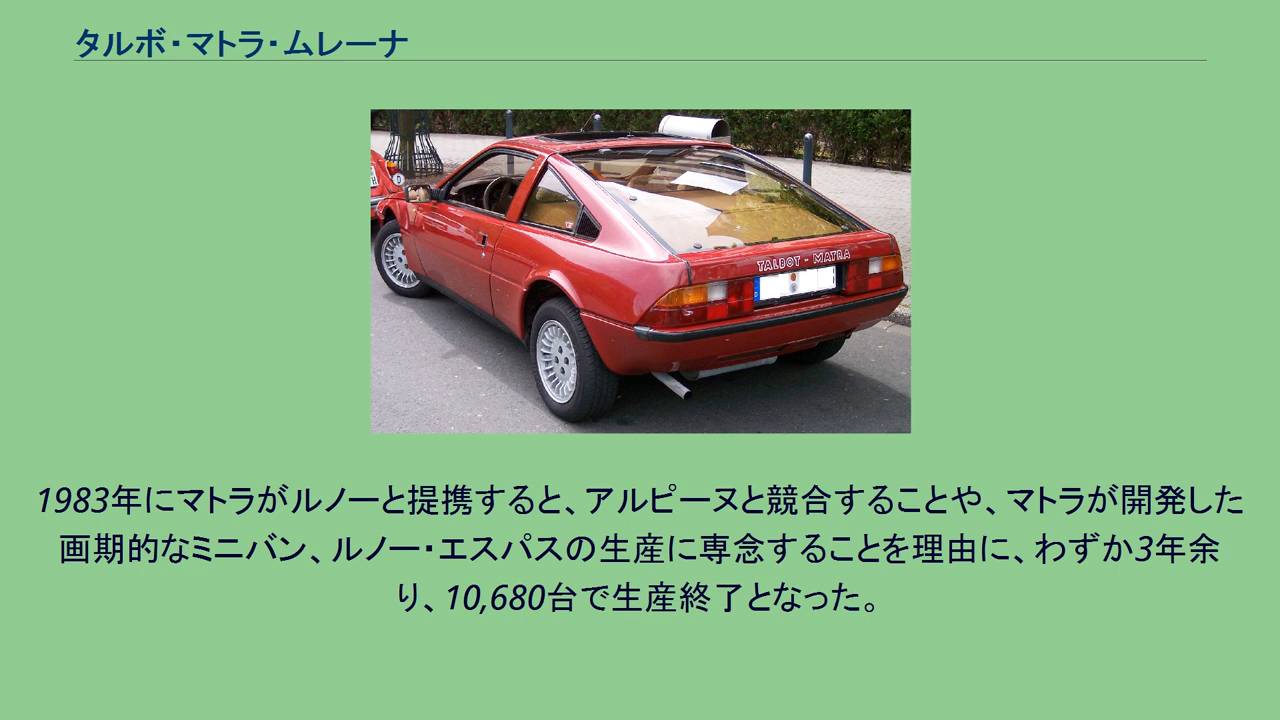 タルボ・マトラ・ムレーナ
TALBOT - MATRA
1983年にマトラがルノーと提携すると、アルピーヌと競合することや、マトラが開発した
画期的なミニバン、ルノー・エスパスの生産に専念することを理由に、わずか3年余
り、10,680台で生産終了となった。